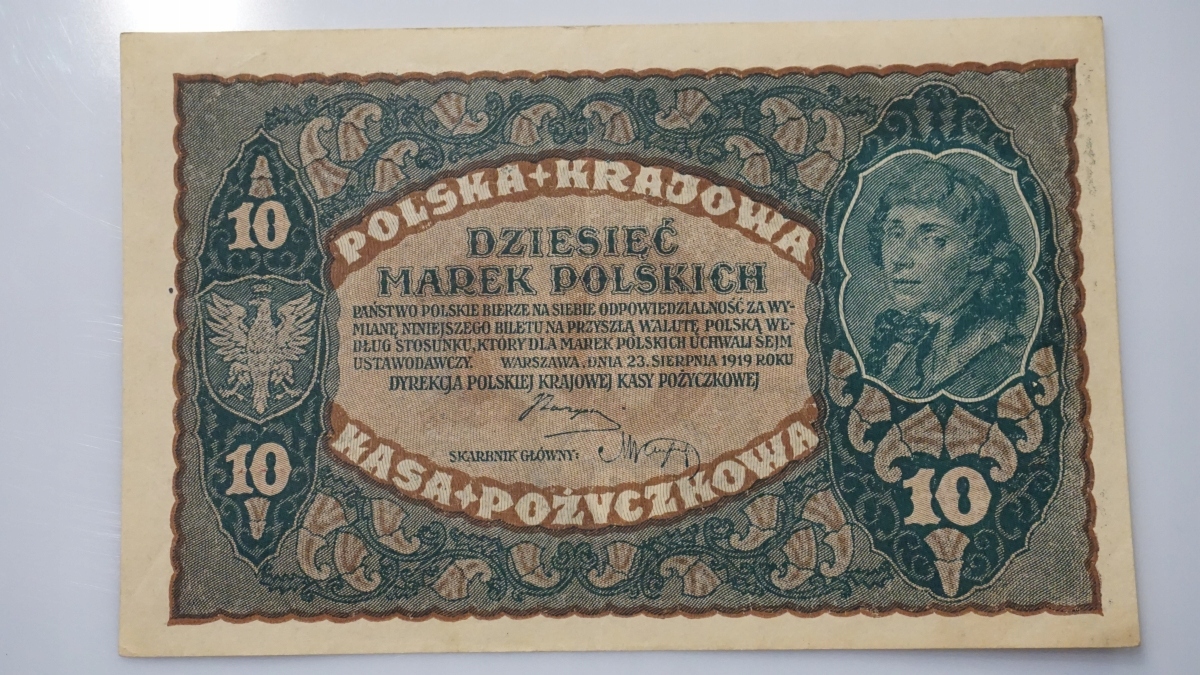 POLSKA + KRAJOWA
10
DZIESIĘĆ
MAREK POLSKICH
PAŃSTWO POLSKIE BIERZE NA SIEBIE ODPOWIEDZIALNOŚĆ ZA WY-
MIANĘ NINIEJSZEGO BILETU NA PRZYSZŁĄ WALUTĘ POLSKĄ WE-
DŁUG STOSUNKU, KTÓRY DLA MAREK POLSKICH UCHWALI SEJM
USTAWODAWCZY. WARSZAWA, DNIA 23. SIERPNIA 1919 ROKU
DYREKCJA POLSKIEJ KRAJOWEJ KASY POŻYCZKOWEJ
SKARBNIK GŁÓWNY:
10
KASA + POŻYCZKOWA
10